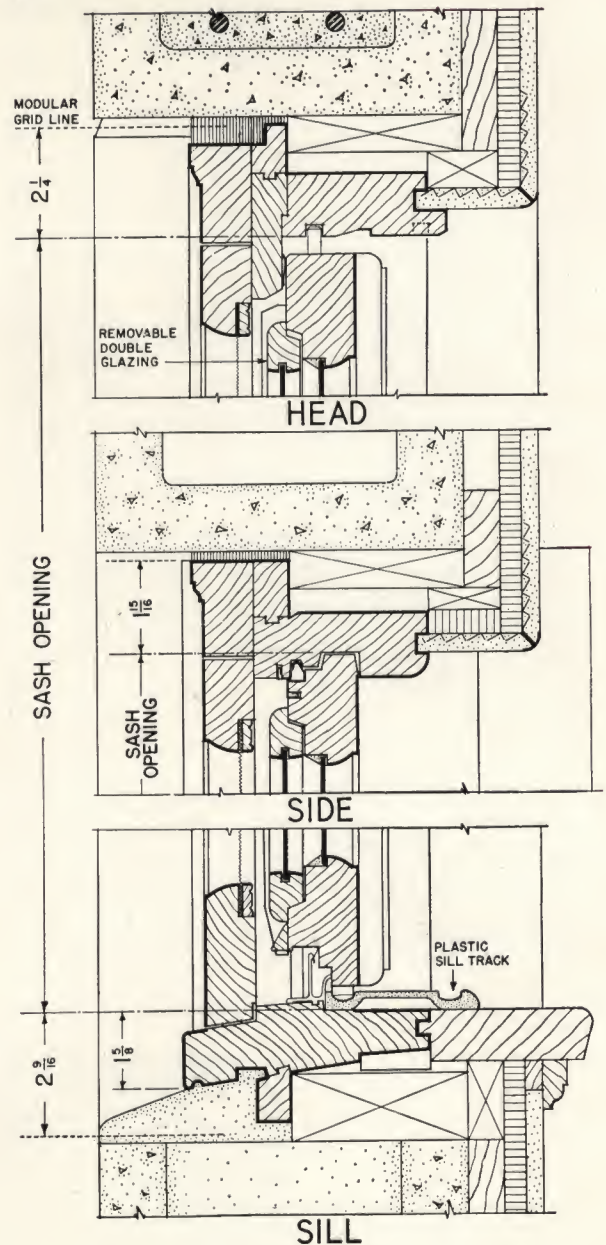 MODULAR
GRID LINE
2 1/4
REMOVABLE
DOUBLE
GLAZING
HEAD
SASH OPENING
1 15/16
SASH
OPENING
SIDE
PLASTIC
SILL TRACK
2 9/16
1 5/8
SILL